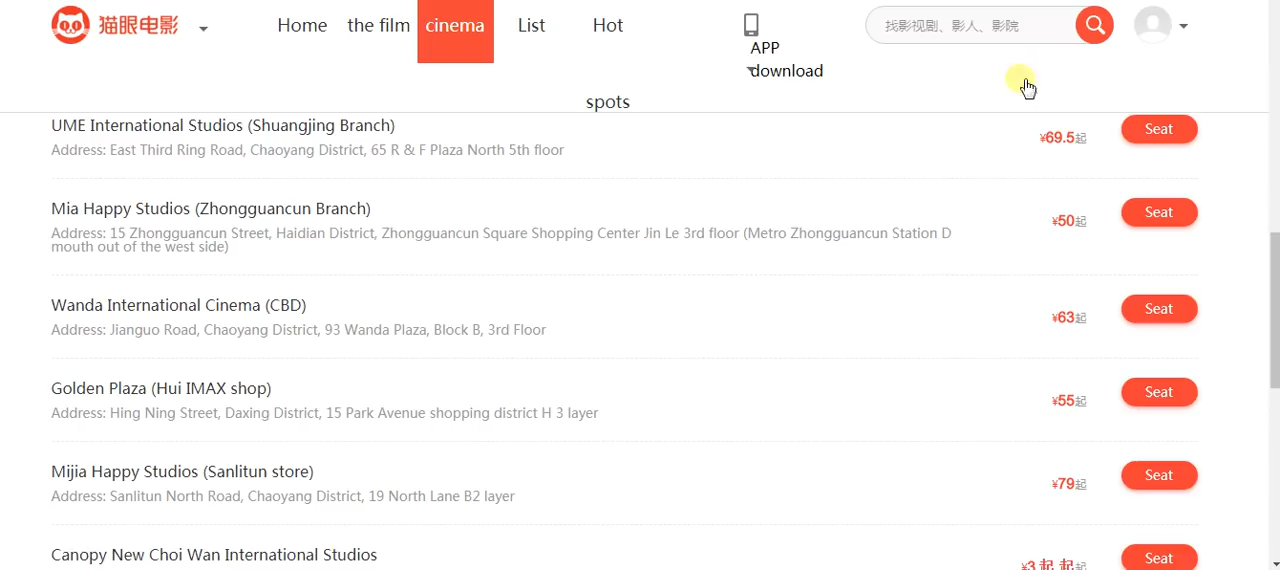 猫眼电影
Home the film cinema List Hot spots
APP download
找影视剧、影人、影院
UME International Studios (Shuangjing Branch)
Address: East Third Ring Road, Chaoyang District, 65 R & F Plaza North 5th floor
¥69.5起
Seat
Mia Happy Studios (Zhongguancun Branch)
Address: 15 Zhongguancun Street, Haidian District, Zhongguancun Square Shopping Center Jin Le 3rd floor (Metro Zhongguancun Station D
mouth out of the west side)
¥50起
Seat
Wanda International Cinema (CBD)
Address: Jianguo Road, Chaoyang District, 93 Wanda Plaza, Block B, 3rd Floor
¥63起
Seat
Golden Plaza (Hui IMAX shop)
Address: Hing Ning Street, Daxing District, 15 Park Avenue shopping district H 3 layer
¥55起
Seat
Mijia Happy Studios (Sanlitun store)
Address: Sanlitun North Road, Chaoyang District, 19 North Lane B2 layer
¥79起
Seat
Canopy New Choi Wan International Studios
¥3 起 起起
Seat